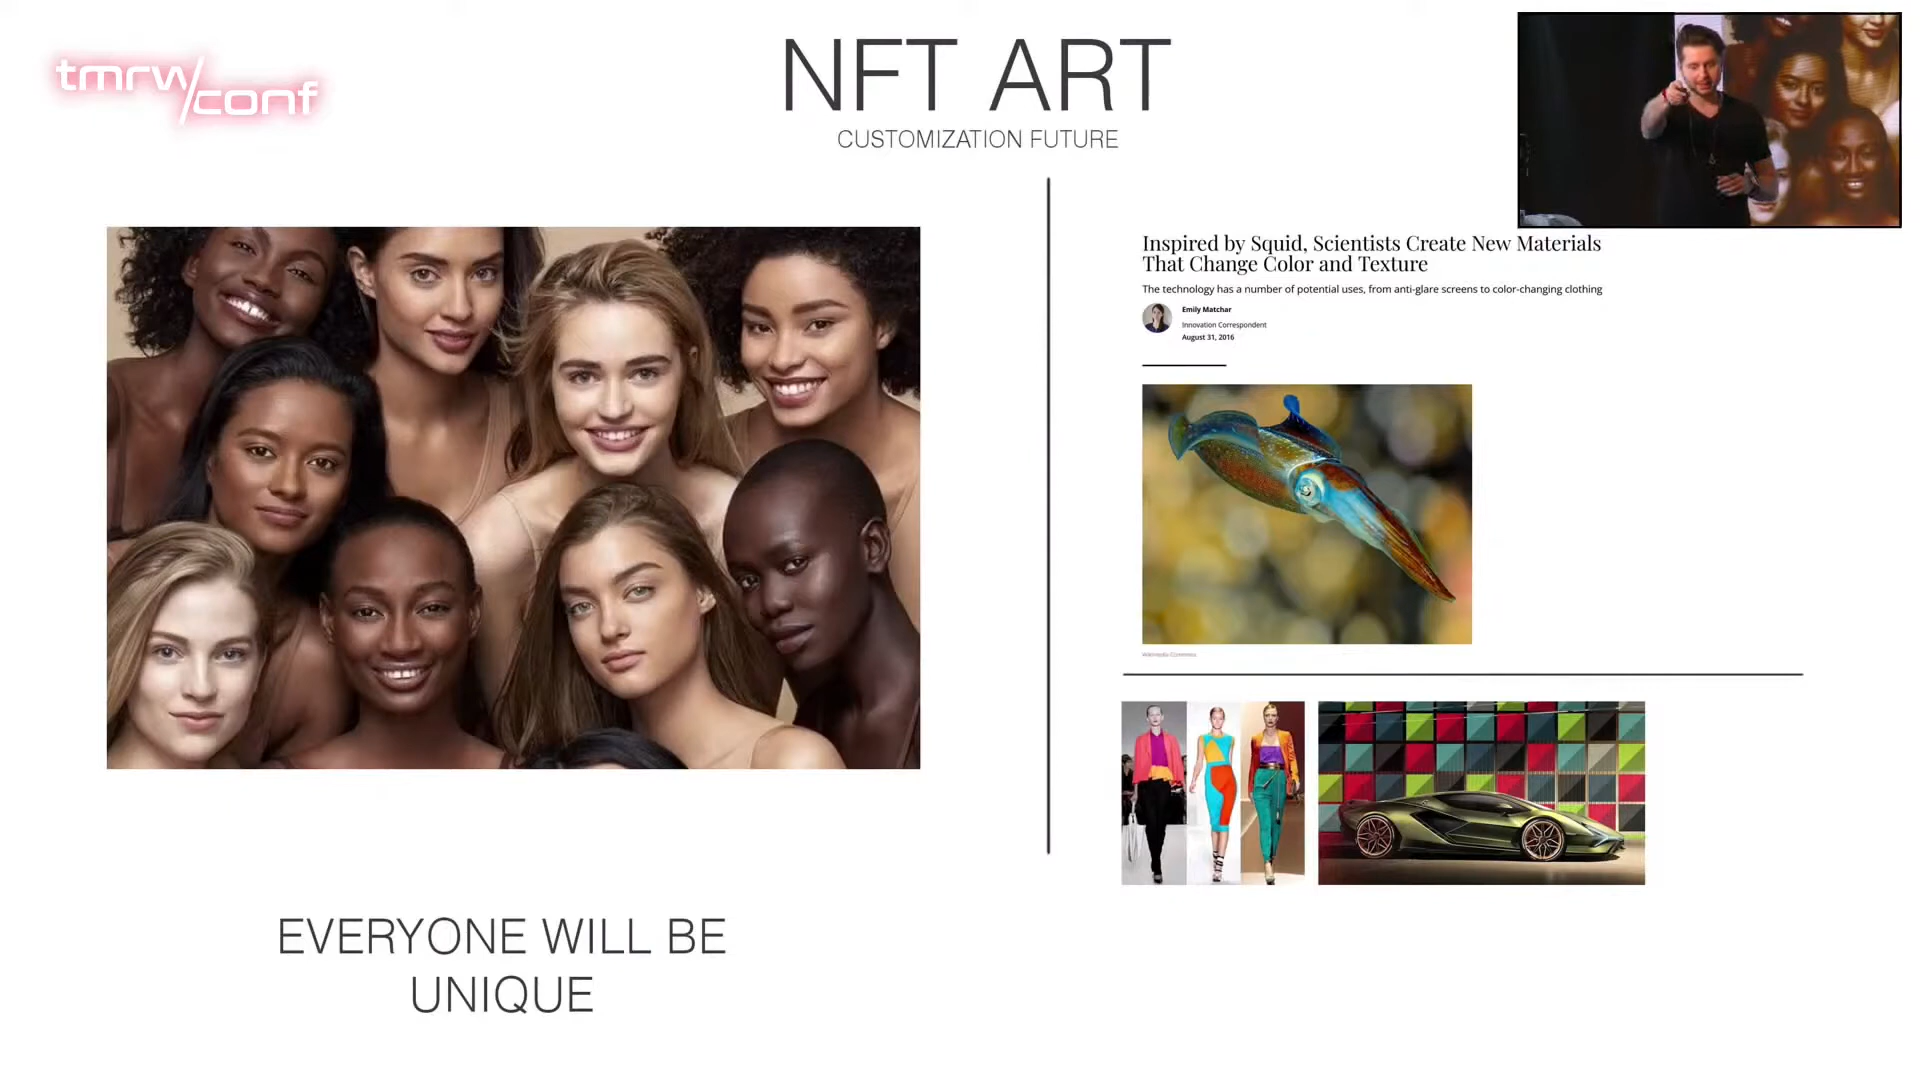 tmrw/conf
NFT ART
CUSTOMIZATION FUTURE
Inspired by Squid, Scientists Create New Materials
That Change Color and Texture
The technology has a number of potential uses, from anti-glare screens to color-changing clothing
Emily Matchar
Innovation Correspondent
August 31, 2016
Wikimedia Commons
EVERYONE WILL BE
UNIQUE